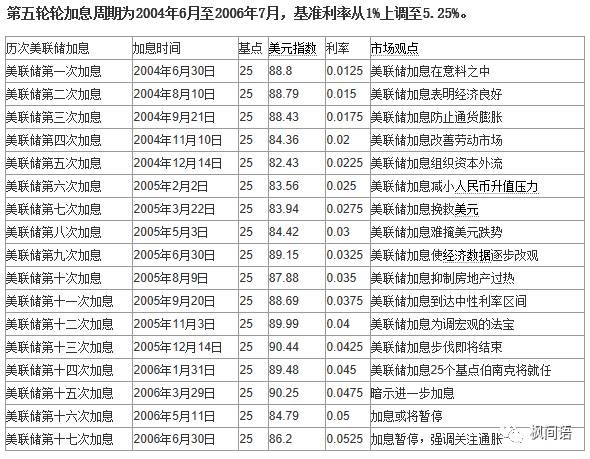 第五轮轮加息周期为2004年6月至2006年7月，基准利率从1%上调至5.25%。
历次美联储加息 加息时间 基点 美元指数 利率 市场观点
美联储第一次加息 2004年6月30日 25 88.8 0.0125 美联储加息在意料之中
美联储第二次加息 2004年8月10日 25 88.79 0.015 美联储加息表明经济良好
美联储第三次加息 2004年9月21日 25 88.43 0.0175 美联储加息防止通货膨胀
美联储第四次加息 2004年11月10日 25 84.36 0.02 美联储加息改善劳动市场
美联储第五次加息 2004年12月14日 25 82.43 0.0225 美联储加息组织资本外流
美联储第六次加息 2005年2月2日 25 83.56 0.025 美联储加息减小人民币升值压力
美联储第七次加息 2005年3月22日 25 83.94 0.0275 美联储加息挽救美元
美联储第八次加息 2005年5月3日 25 84.42 0.03 美联储加息难掩美元跌势
美联储第九次加息 2005年6月30日 25 89.15 0.0325 美联储加息使经济数据逐步改观
美联储第十次加息 2005年8月9日 25 87.88 0.035 美联储加息抑制房地产过热
美联储第十一次加息 2005年9月20日 25 88.69 0.0375 美联储加息到达中性利率区间
美联储第十二次加息 2005年11月3日 25 89.99 0.04 美联储加息为调宏观的法宝
美联储第十三次加息 2005年12月14日 25 90.44 0.0425 美联储加息步伐即将结束
美联储第十四次加息 2006年1月31日 25 89.48 0.045 美联储加息25个基点伯南克将就任
美联储第十五次加息 2006年3月29日 25 90.25 0.0475 暗示进一步加息
美联储第十六次加息 2006年5月11日 25 84.79 0.05 加息或将暂停
美联储第十七次加息 2006年6月30日 25 86.2 0.0525 加息暂停，强调关注通胀
枫间语